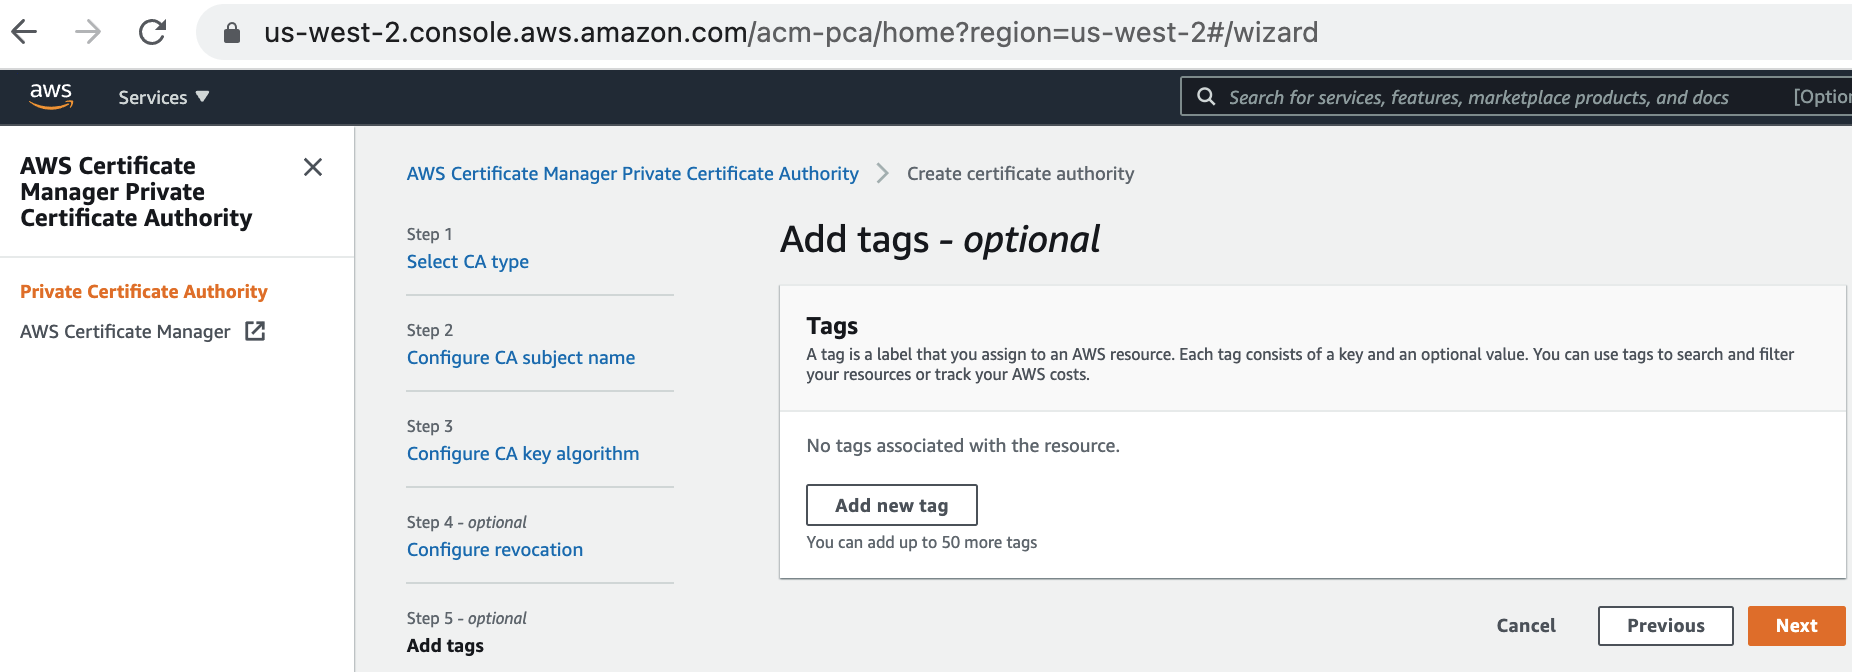 us-west-2.console.aws.amazon.com/acm-pca/home?region=us-west-2#/wizard
aws
Services ▼
Search for services, features, marketplace products, and docs
AWS Certificate
Manager Private
Certificate Authority
Private Certificate Authority
AWS Certificate Manager
AWS Certificate Manager Private Certificate Authority
Create certificate authority
Step 1
Select CA type
Step 2
Configure CA subject name
Step 3
Configure CA key algorithm
Step 4 - optional
Configure revocation
Step 5 - optional
Add tags
Add tags - optional
Tags
A tag is a label that you assign to an AWS resource. Each tag consists of a key and an optional value. You can use tags to search and filter
your resources or track your AWS costs.
No tags associated with the resource.
Add new tag
You can add up to 50 more tags
Cancel
Previous
Next